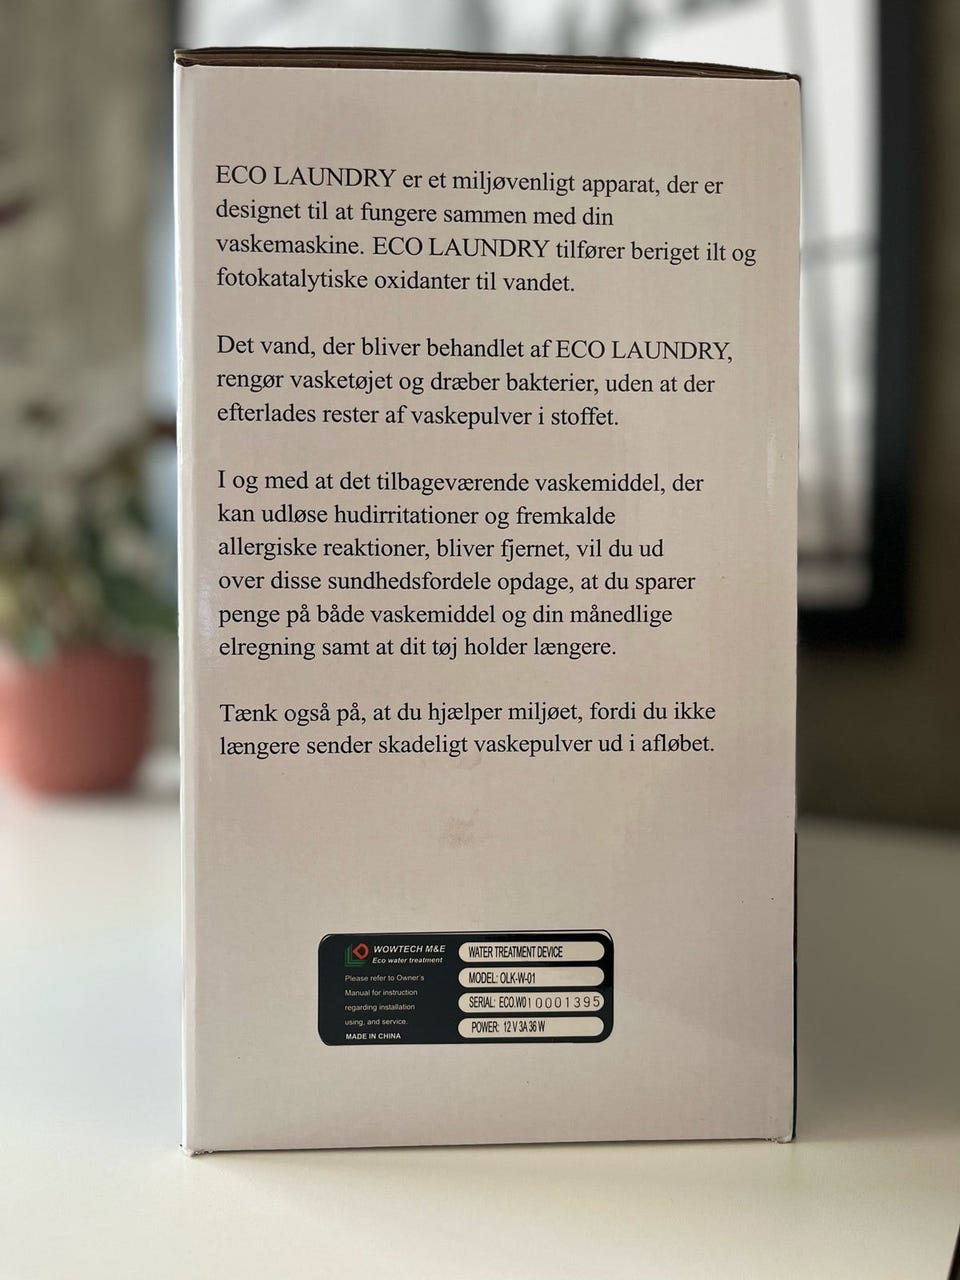 ECO LAUNDRY er et miljøvenligt apparat, der er
designet til at fungere sammen med din
vaskemaskine. ECO LAUNDRY tilfører beriget ilt og
fotokatalytiske oxidanter til vandet.
Det vand, der bliver behandlet af ECO LAUNDRY,
rengør vasketøjet og dræber bakterier, uden at der
efterlades rester af vaskepulver i stoffet.
I og med at det tilbageværende vaskemiddel, der
kan udløse hudirritationer og fremkalde
allergiske reaktioner, bliver fjernet, vil du ud
over disse sundhedsfordele opdage, at du sparer
penge på både vaskemiddel og din månedlige
elregning samt at dit tøj holder længere.
Tænk også på, at du hjælper miljøet, fordi du ikke
længere sender skadeligt vaskepulver ud i afløbet.
WOWTECH M&E
Eco water treatment
Please refer to Owner's
Manual for instruction
regarding installation
using, and service.
MADE IN CHINA
WATER TREATMENT DEVICE
MODEL: OLK-W-01
SERIAL: ECO.W010001395
POWER: 12 V 3A 36 W